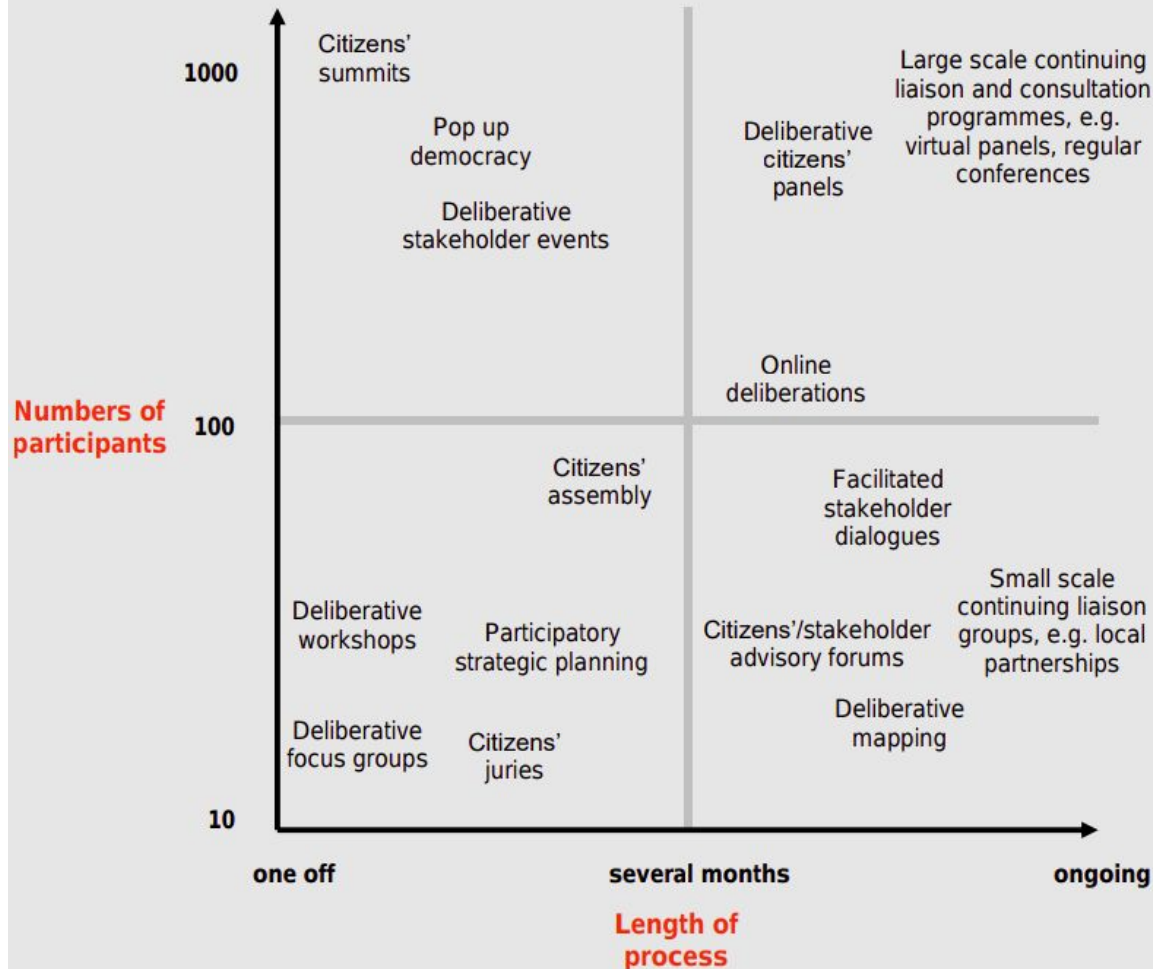 Citizens’
summits
1000
Large scale continuing
liaison and consultation
programmes, e.g.
virtual panels, regular
conferences
Pop up
democracy
Deliberative
citizens’
panels
Deliberative
stakeholder events
Online
deliberations
Numbers of
participants
100
Citizens’
assembly
Facilitated
stakeholder
dialogues
Small scale
continuing liaison
groups, e.g. local
partnerships
Deliberative
workshops
Participatory
strategic planning
Citizens’/stakeholder
advisory forums
Deliberative
mapping
Deliberative
focus groups
Citizens’
juries
10
one off
several months
ongoing
Length of
process